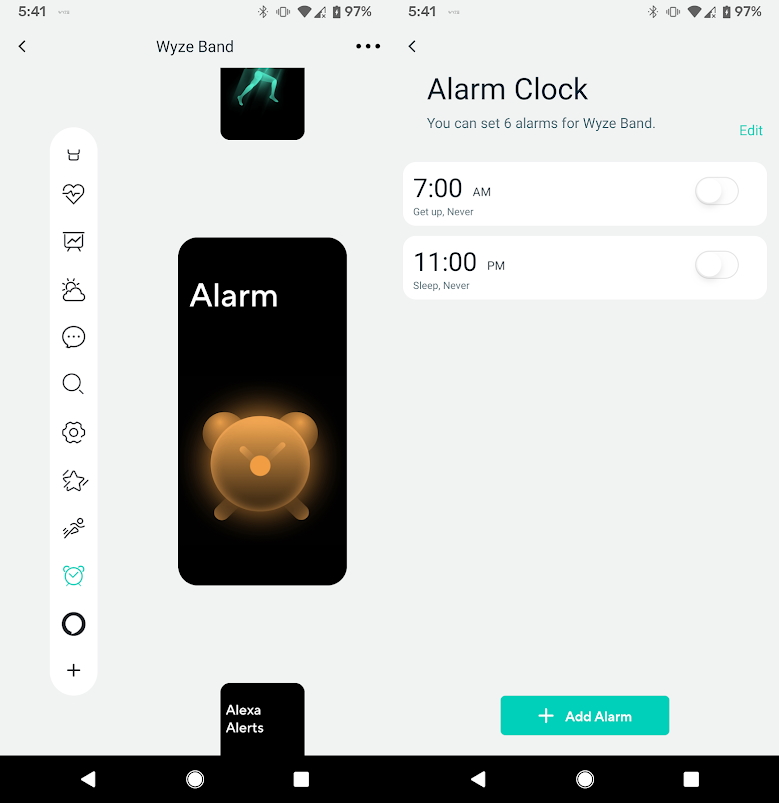 5:41
97%
Wyze Band
Alarm
Alexa
Alerts
5:41
97%
Alarm Clock
You can set 6 alarms for Wyze Band.
Edit
7:00 AM
Get up, Never
11:00 PM
Sleep, Never
Add Alarm